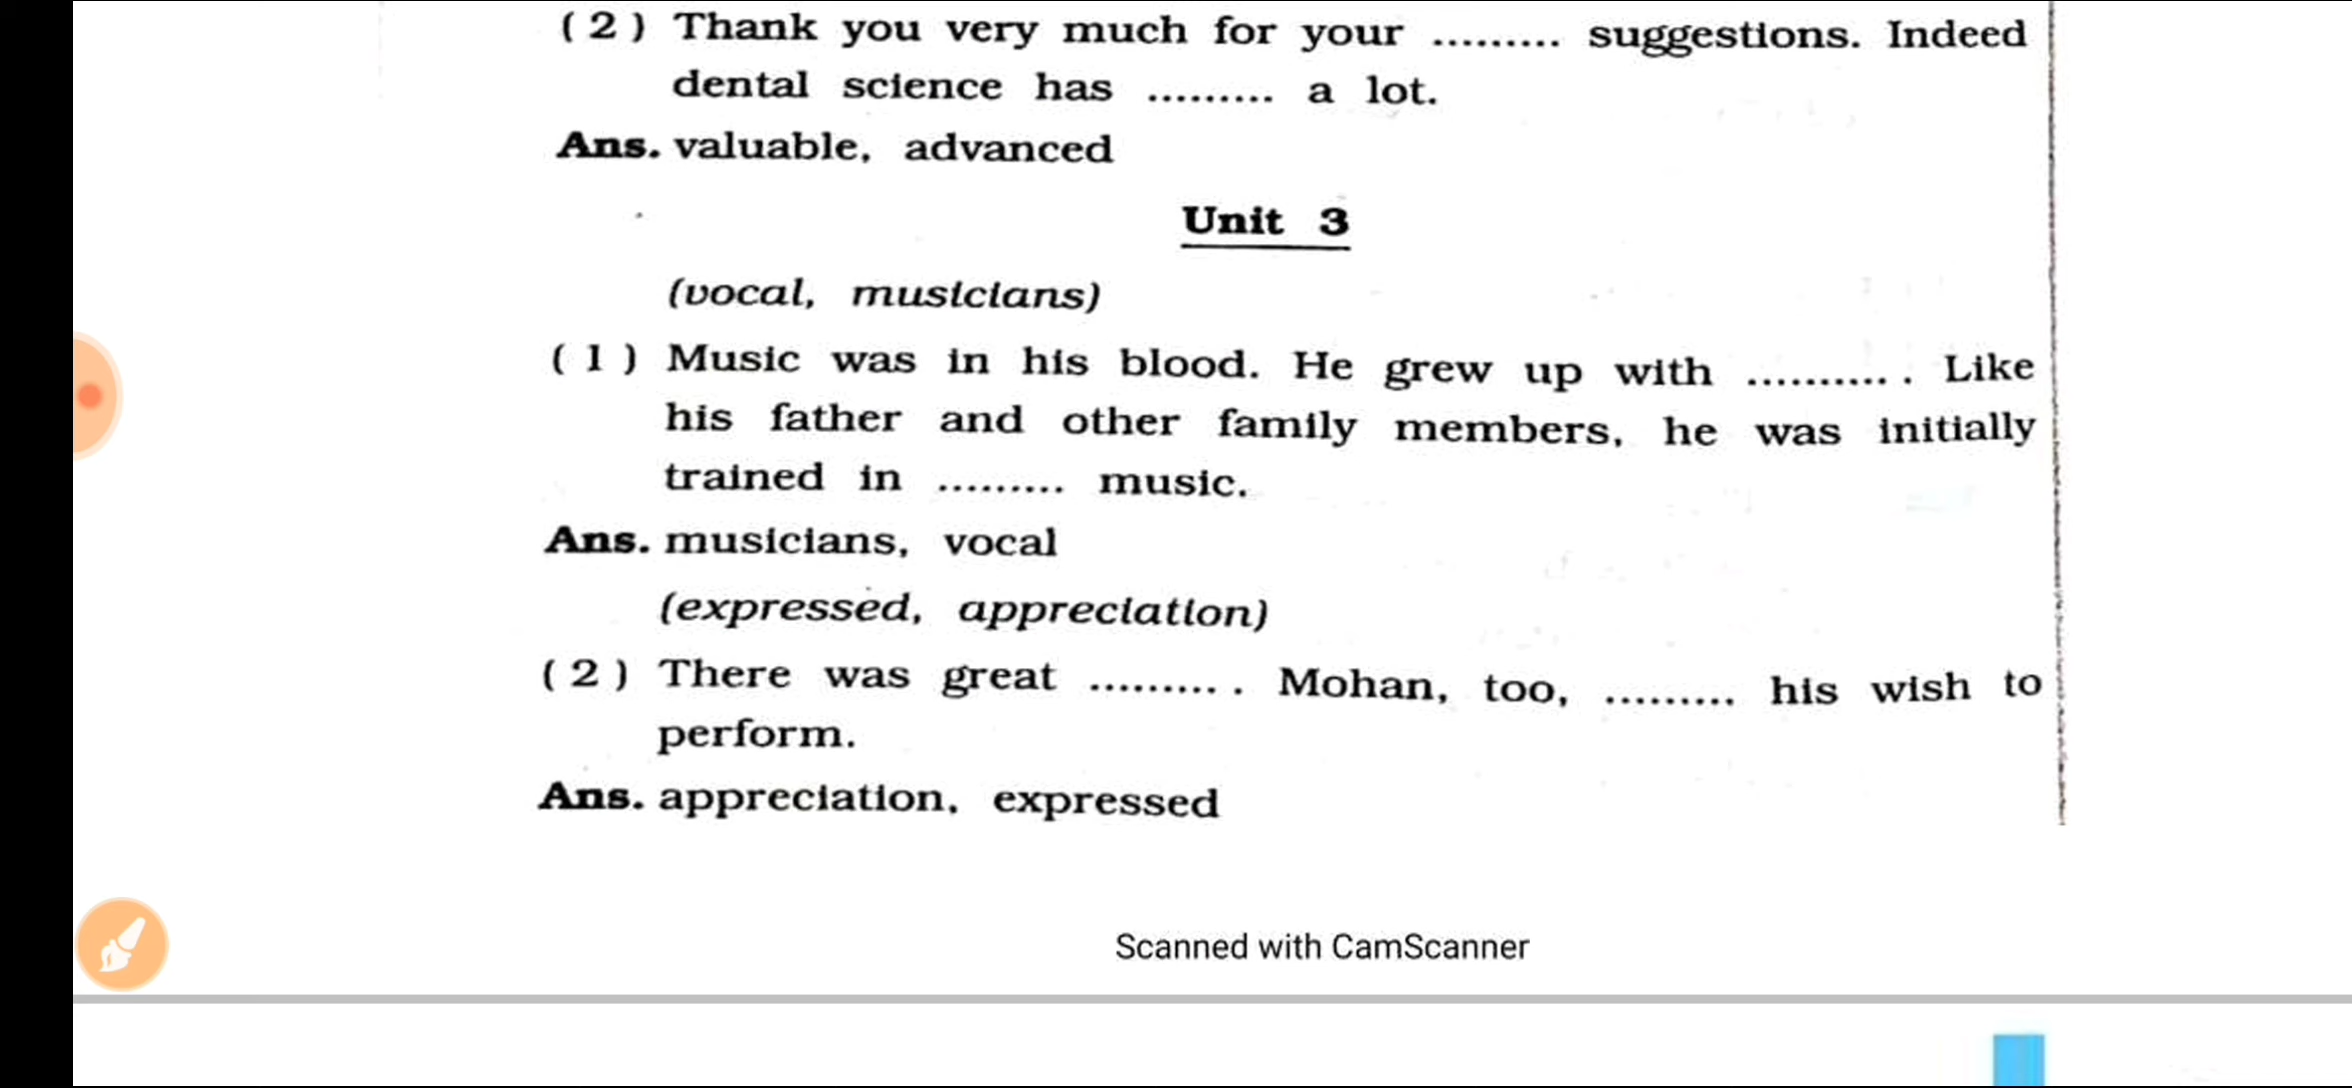 ( 2 ) Thank you very much for your ......... suggestions. Indeed
dental science has ......... a lot.
Ans. valuable, advanced
Unit 3
(vocal, musicians)
( 1 ) Music was in his blood. He grew up with .......... . Like
his father and other family members, he was initially
trained in ......... music.
Ans. musicians, vocal
(expressed, appreciation)
( 2 ) There was great ......... . Mohan, too, ......... his wish to
perform.
Ans. appreciation, expressed
Scanned with CamScanner